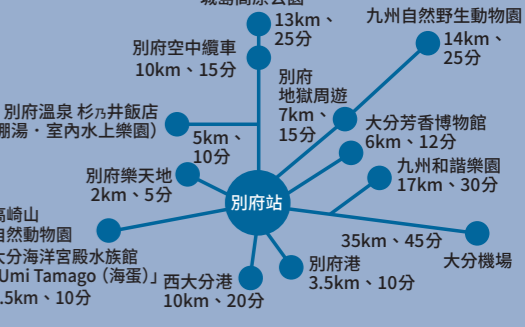 城島高原公園
13km、
25分
九州自然野生動物園
14km、
25分
別府空中纜車
10km、15分
別府
地獄周遊
7km、
15分
別府溫泉 杉乃井飯店
棚湯・室內水上樂園）
5km、
10分
大分芳香博物館
6km、12分
九州和諧樂園
17km、30分
別府樂天地
2km、5分
別府站
高崎山
自然動物園
大分海洋宮殿水族館
Umi Tamago（海蛋）」
.5km、10分
西大分港
10km、20分
別府港
3.5km、10分
35km、45分
大分機場